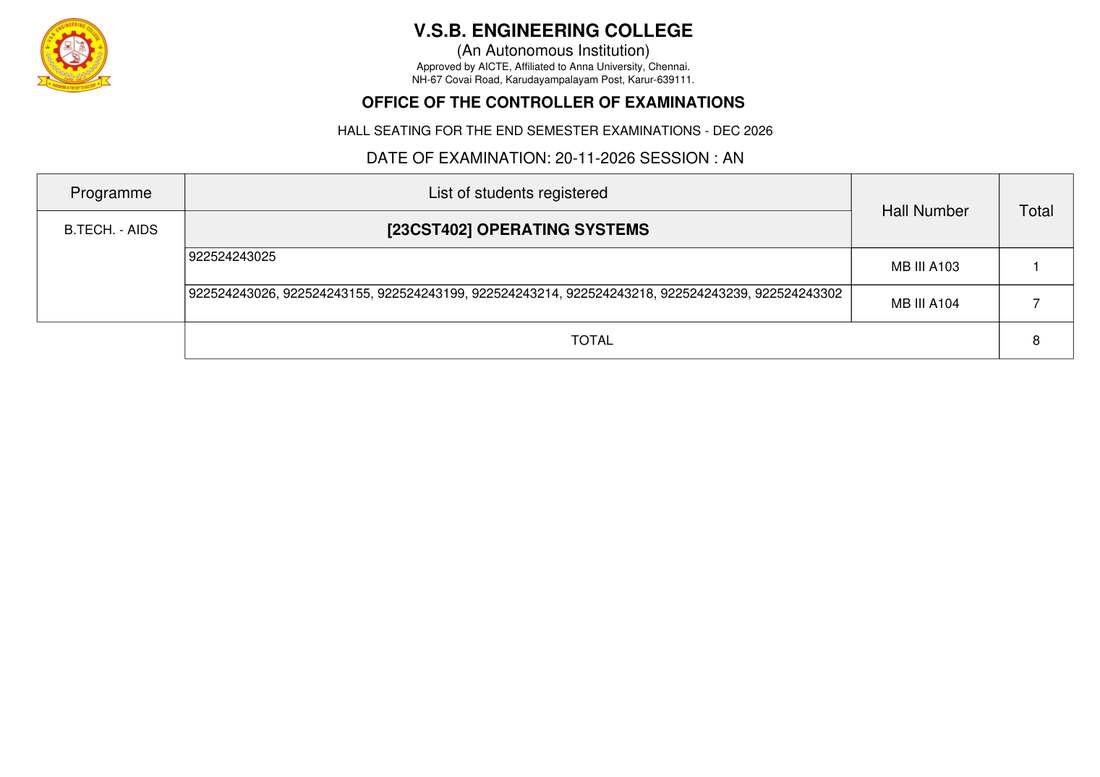 V.S.B. ENGINEERING COLLEGE
(An Autonomous Institution)
Approved by AICTE, Affiliated to Anna University, Chennai.
NH-67 Covai Road, Karudayampalayam Post, Karur-639111.
OFFICE OF THE CONTROLLER OF EXAMINATIONS
HALL SEATING FOR THE END SEMESTER EXAMINATIONS - DEC 2026
DATE OF EXAMINATION: 20-11-2026 SESSION : AN
Programme List of students registered Hall Number Total
B.TECH. - AIDS [23CST402] OPERATING SYSTEMS
922524243025 MB III A103 1
922524243026, 922524243155, 922524243199, 922524243214, 922524243218, 922524243239, 922524243302 MB III A104 7
TOTAL 8